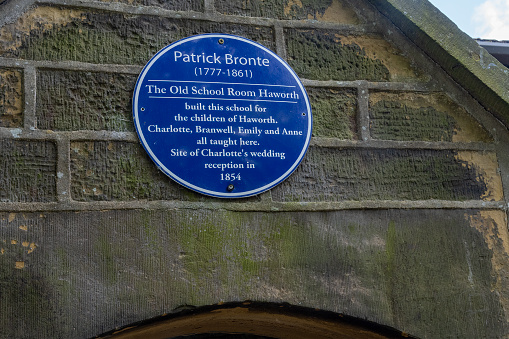 Patrick Bronte
(1777-1861)
The Old School Room Haworth
built this school for
the children of Haworth.
Charlotte, Branwell, Emily and Anne
all taught here.
Site of Charlotte's wedding
reception in
1854